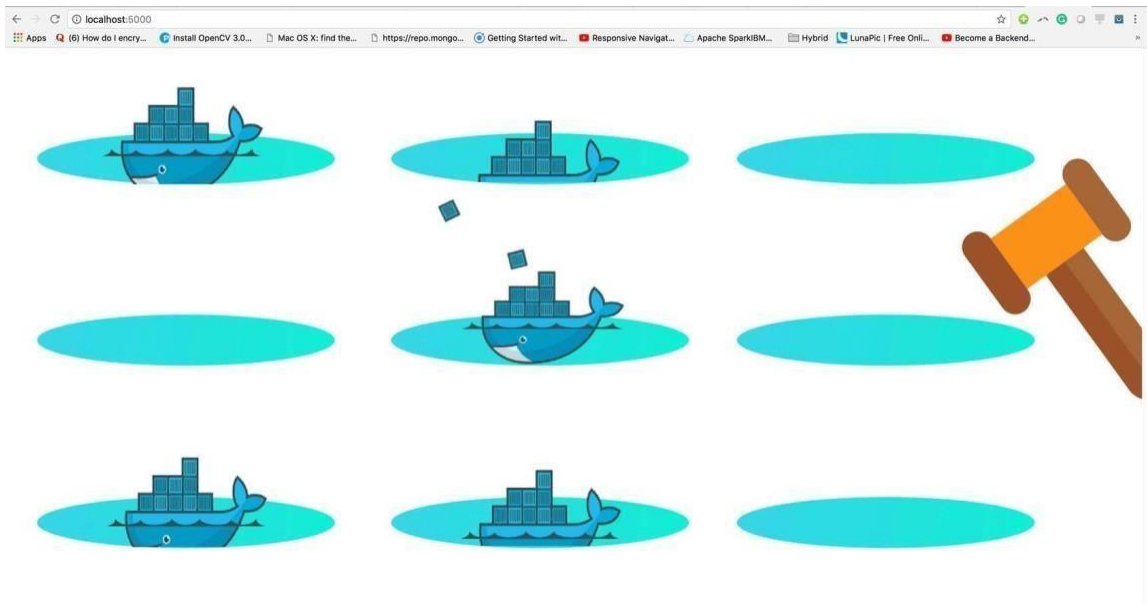 localhost:5000
Apps (6) How do I encry... Install OpenCV 3.0... Mac OS X: find the... https://repo.mongo... Getting Started wit... Responsive Navigat... Apache SparkIBM... Hybrid LunaPic | Free Onli... Become a Backend... »